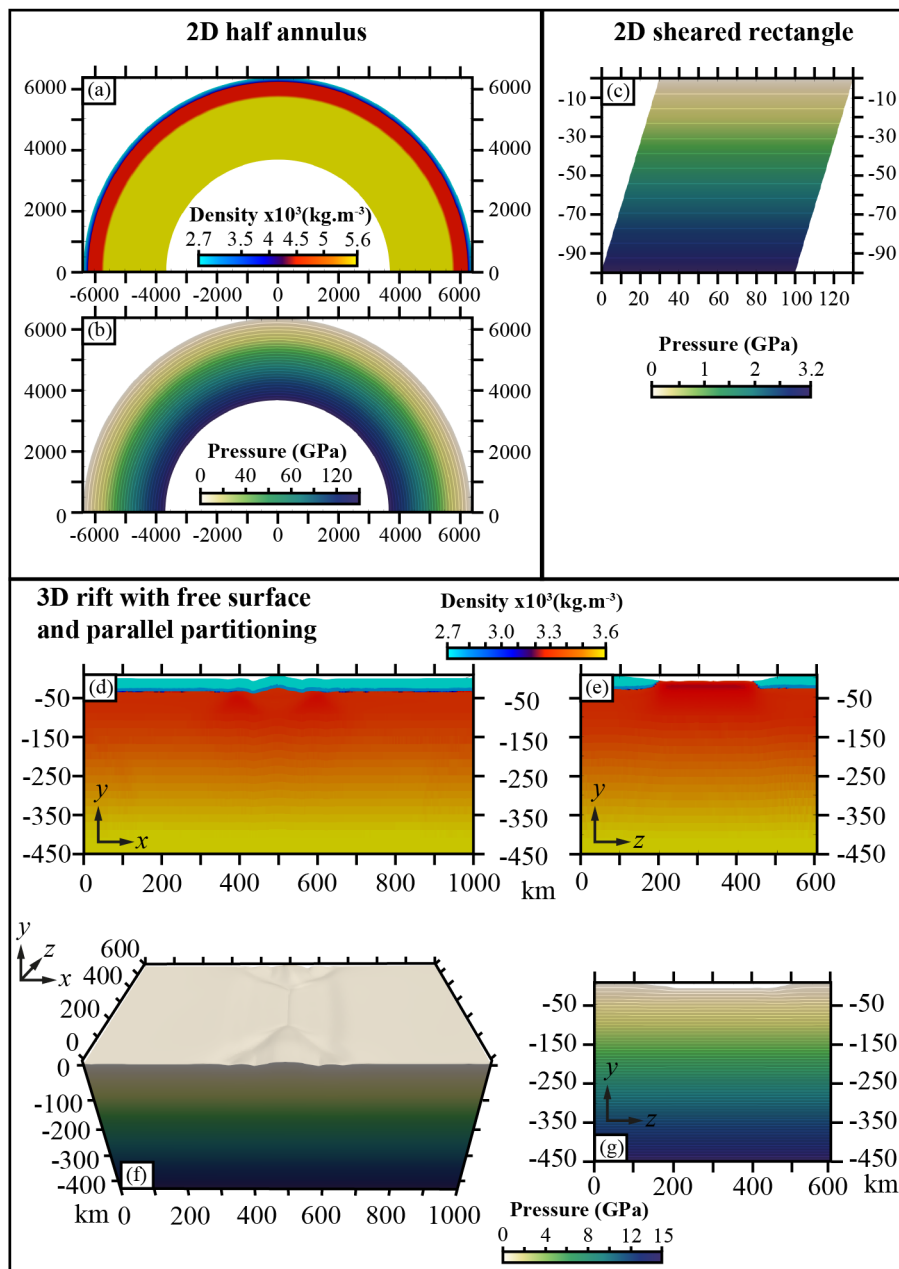 2D half annulus
(a)
6000
4000
2000
0
6000
4000
2000
0
Density x10³(kg.m⁻³)
2.7 3.5 4 4.5 5 5.6
-6000 -4000 -2000 0 2000 4000 6000
(b)
6000
4000
2000
0
6000
4000
2000
0
Pressure (GPa)
0 40 60 120
-6000 -4000 -2000 0 2000 4000 6000
2D sheared rectangle
(c)
-10
-30
-50
-70
-90
-10
-30
-50
-70
-90
0 20 40 60 80 100 120
Pressure (GPa)
0 1 2 3.2
3D rift with free surface
and parallel partitioning
Density x10³(kg.m⁻³)
2.7 3.0 3.3 3.6
(d)
-50
-150
-250
-350
-450
-50
-150
-250
-350
-450
y
x
0 200 400 600 800 1000
km
(e)
-50
-150
-250
-350
-450
y
z
0 200 400 600
y
z
x
600
400
200
0
0
-100
-200
-300
-400
(f)
km 0 200 400 600 800 1000
-50
-150
-250
-350
-450
-50
-150
-250
-350
-450
y
z
(g)
0 200 400 600
km
Pressure (GPa)
0 4 8 12 15